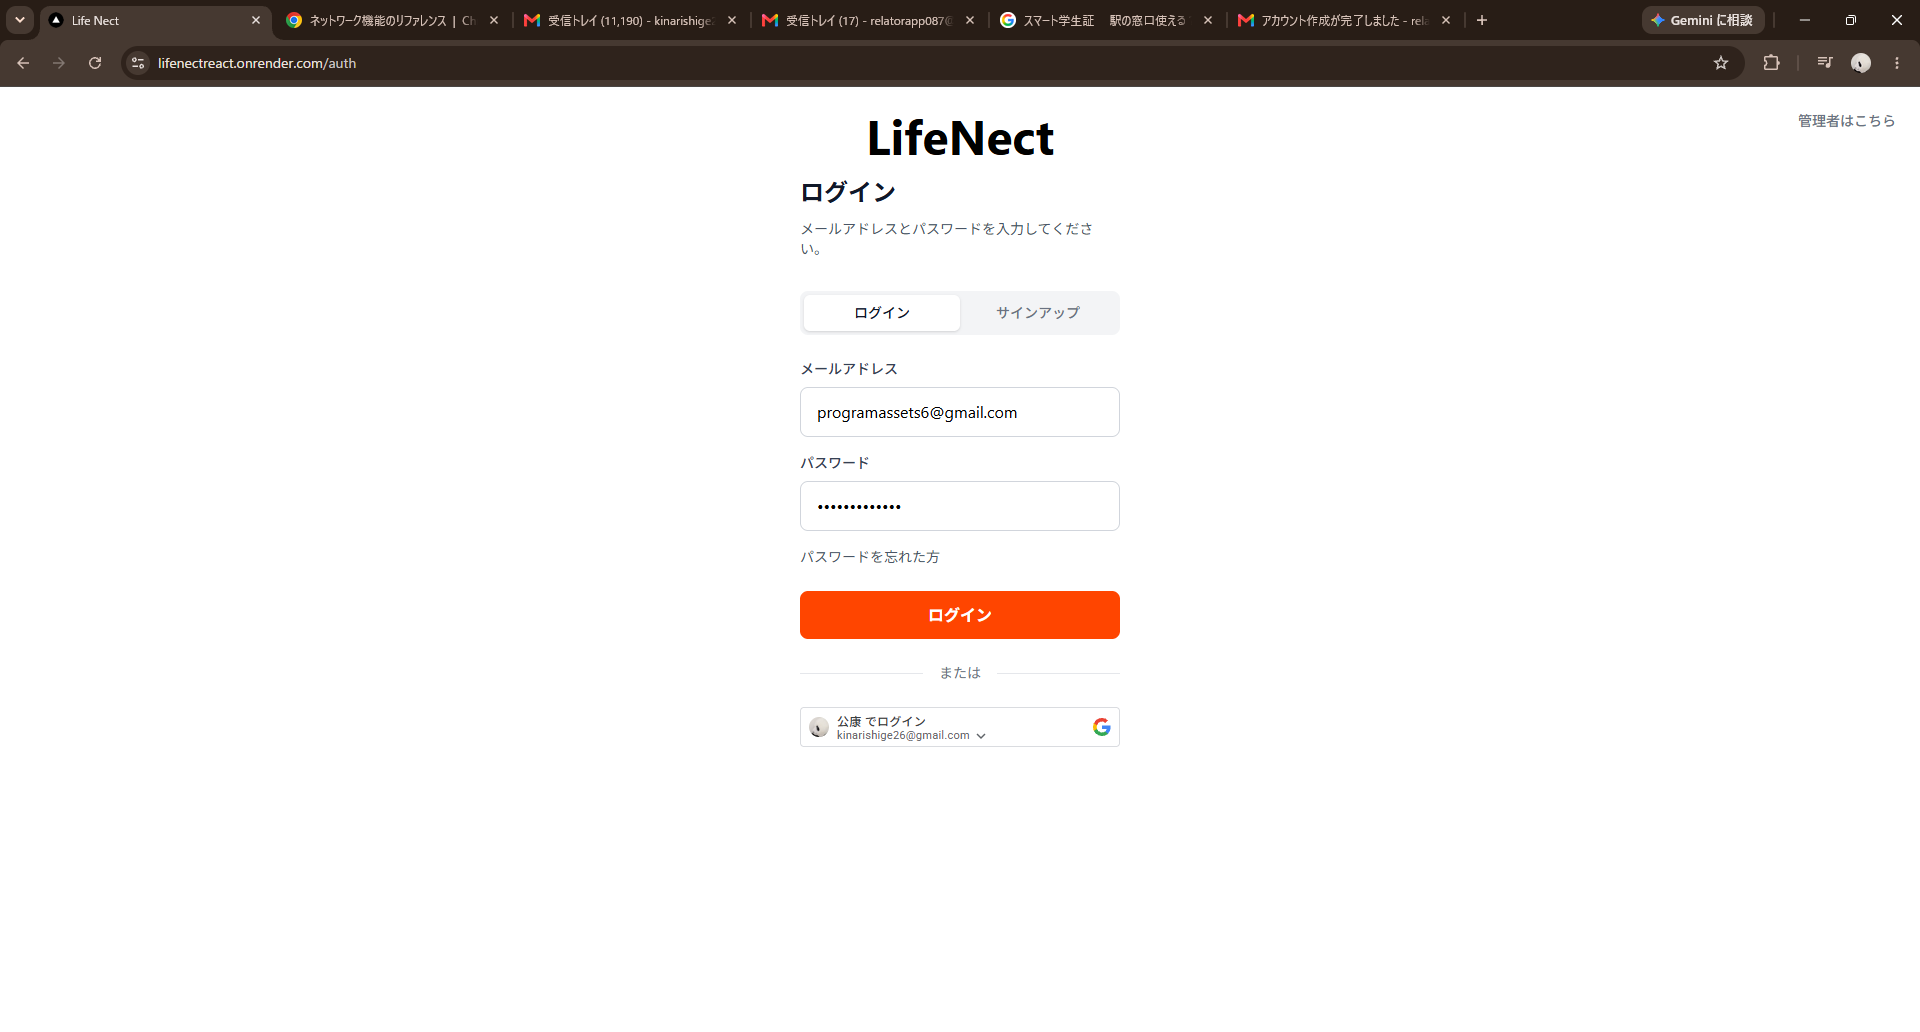 Life Nect
ネットワーク機能のリファレンス | Ch
受信トレイ (11,190) - kinarishige2
受信トレイ (17) - relatorapp087@
スマート学生証 駅の窓口使える
アカウント作成が完了しました - rela
Gemini に相談
lifenectreact.onrender.com/auth
管理者はこちら
LifeNect
ログイン
メールアドレスとパスワードを入力してくださ
い。
ログイン
サインアップ
メールアドレス
programassets6@gmail.com
パスワード
•••••••••••••
パスワードを忘れた方
ログイン
または
公康 でログイン
kinarishige26@gmail.com